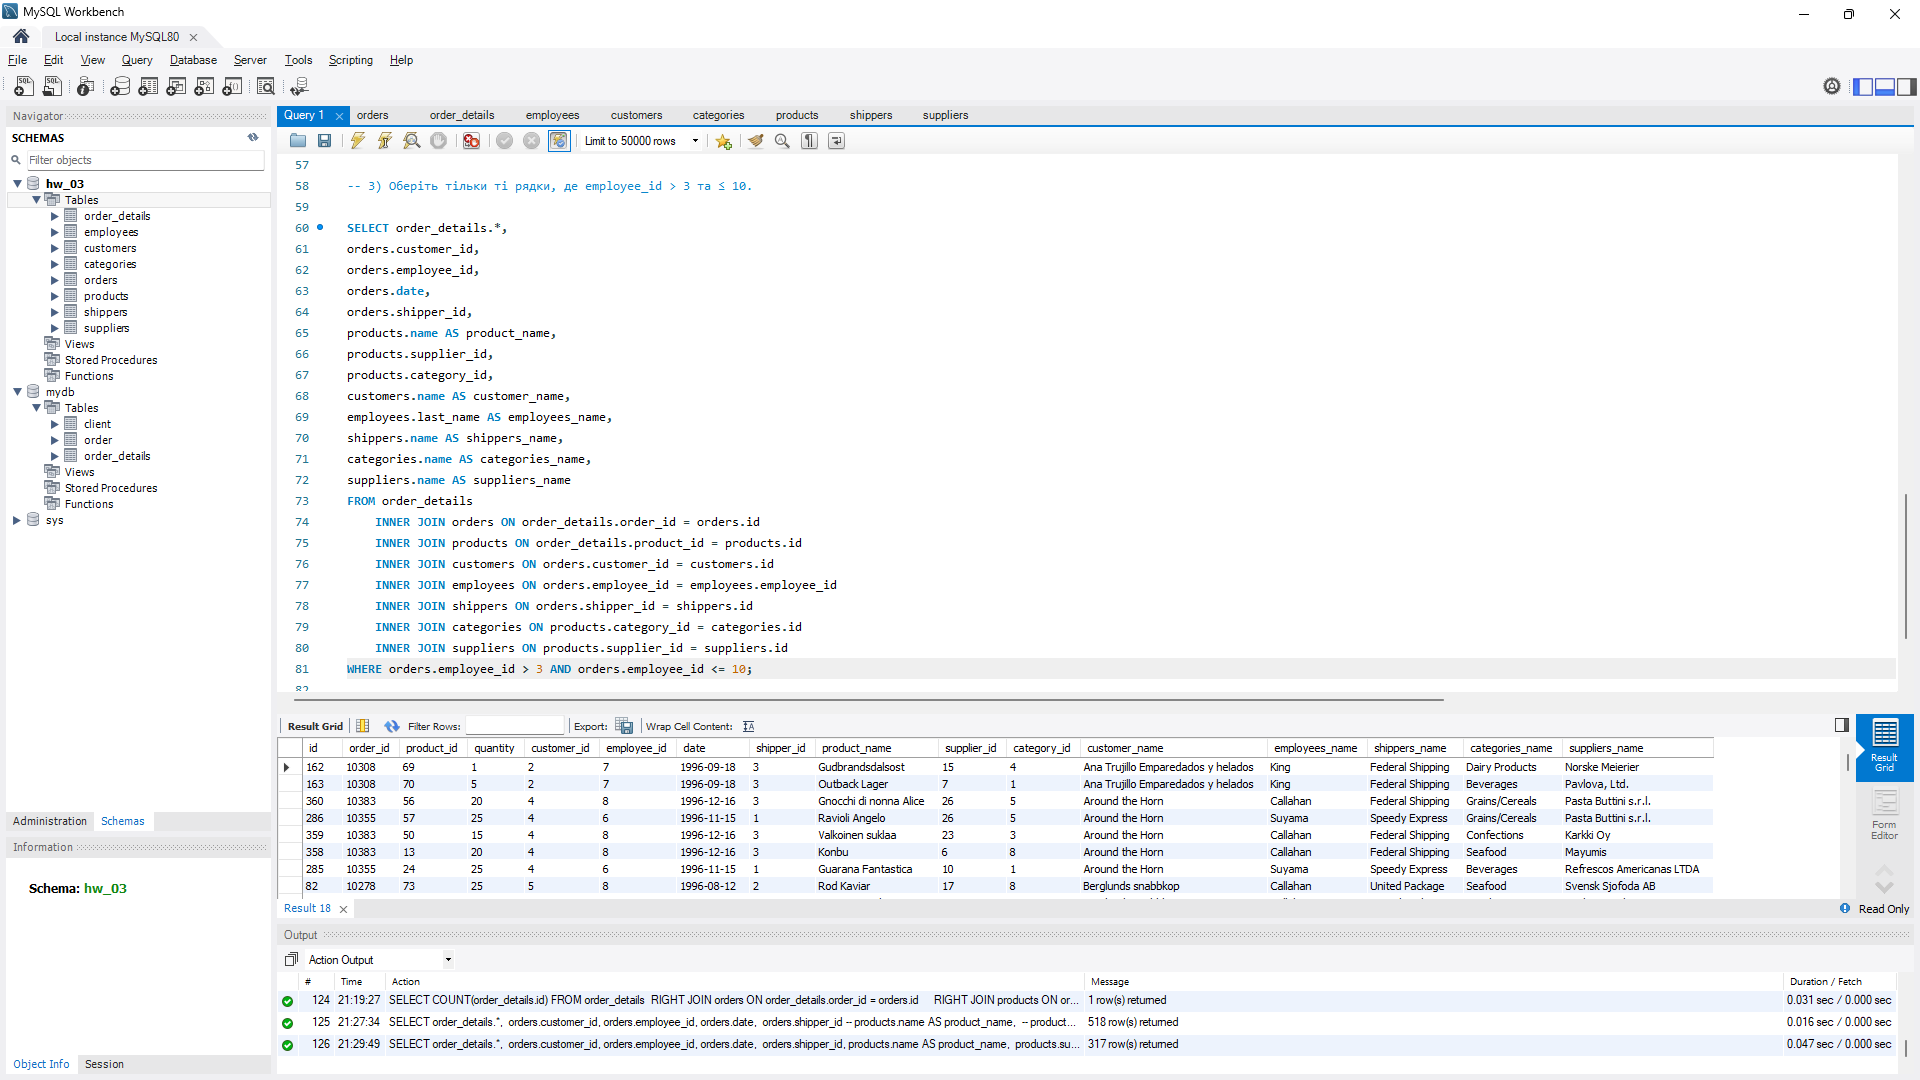 MySQL Workbench
Local instance MySQL80
File Edit View Query Database Server Tools Scripting Help
Navigator
SCHEMAS
Filter objects
hw_03
Tables
order_details
employees
customers
categories
orders
products
shippers
suppliers
Views
Stored Procedures
Functions
mydb
Tables
client
order
order_details
Views
Stored Procedures
Functions
sys
Administration Schemas
Information
Schema: hw_03
Object Info Session
Query 1 orders order_details employees customers categories products shippers suppliers
Limit to 50000 rows
57
58 -- 3) Оберіть тільки ті рядки, де employee_id > 3 та ≤ 10.
59
60 SELECT order_details.*,
61 orders.customer_id,
62 orders.employee_id,
63 orders.date,
64 orders.shipper_id,
65 products.name AS product_name,
66 products.supplier_id,
67 products.category_id,
68 customers.name AS customer_name,
69 employees.last_name AS employees_name,
70 shippers.name AS shippers_name,
71 categories.name AS categories_name,
72 suppliers.name AS suppliers_name
73 FROM order_details
74 INNER JOIN orders ON order_details.order_id = orders.id
75 INNER JOIN products ON order_details.product_id = products.id
76 INNER JOIN customers ON orders.customer_id = customers.id
77 INNER JOIN employees ON orders.employee_id = employees.employee_id
78 INNER JOIN shippers ON orders.shipper_id = shippers.id
79 INNER JOIN categories ON products.category_id = categories.id
80 INNER JOIN suppliers ON products.supplier_id = suppliers.id
81 WHERE orders.employee_id > 3 AND orders.employee_id <= 10;
82
Result Grid Filter Rows: Export: Wrap Cell Content:
id order_id product_id quantity customer_id employee_id date shipper_id product_name supplier_id category_id customer_name employees_name shippers_name categories_name suppliers_name
162 10308 69 1 2 7 1996-09-18 3 Gudbrandsdalsost 15 4 Ana Trujillo Emparedados y helados King Federal Shipping Dairy Products Norske Meierier
163 10308 70 5 2 7 1996-09-18 3 Outback Lager 7 1 Ana Trujillo Emparedados y helados King Federal Shipping Beverages Pavlova, Ltd.
360 10383 56 20 4 8 1996-12-16 3 Gnocchi di nonna Alice 26 5 Around the Horn Callahan Federal Shipping Grains/Cereals Pasta Buttini s.r.l.
286 10355 57 25 4 6 1996-11-15 1 Ravioli Angelo 26 5 Around the Horn Suyama Speedy Express Grains/Cereals Pasta Buttini s.r.l.
359 10383 50 15 4 8 1996-12-16 3 Valkoinen suklaa 23 3 Around the Horn Callahan Federal Shipping Confections Karkki Oy
358 10383 13 20 4 8 1996-12-16 3 Konbu 6 8 Around the Horn Callahan Federal Shipping Seafood Mayumis
285 10355 24 25 4 6 1996-11-15 1 Guarana Fantastica 10 1 Around the Horn Suyama Speedy Express Beverages Refrescos Americanas LTDA
82 10278 73 25 5 8 1996-08-12 2 Rod Kaviar 17 8 Berglunds snabbkop Callahan United Package Seafood Svensk Sjofoda AB
Result Grid
Form Editor
Result 18 Read Only
Output
Action Output
# Time Action Message Duration / Fetch
124 21:19:27 SELECT COUNT(order_details.id) FROM order_details RIGHT JOIN orders ON order_details.order_id = orders.id RIGHT JOIN products ON or... 1 row(s) returned 0.031 sec / 0.000 sec
125 21:27:34 SELECT order_details.*, orders.customer_id, orders.employee_id, orders.date, orders.shipper_id -- products.name AS product_name, -- product... 518 row(s) returned 0.016 sec / 0.000 sec
126 21:29:49 SELECT order_details.*, orders.customer_id, orders.employee_id, orders.date, orders.shipper_id, products.name AS product_name, products.su... 317 row(s) returned 0.047 sec / 0.000 sec